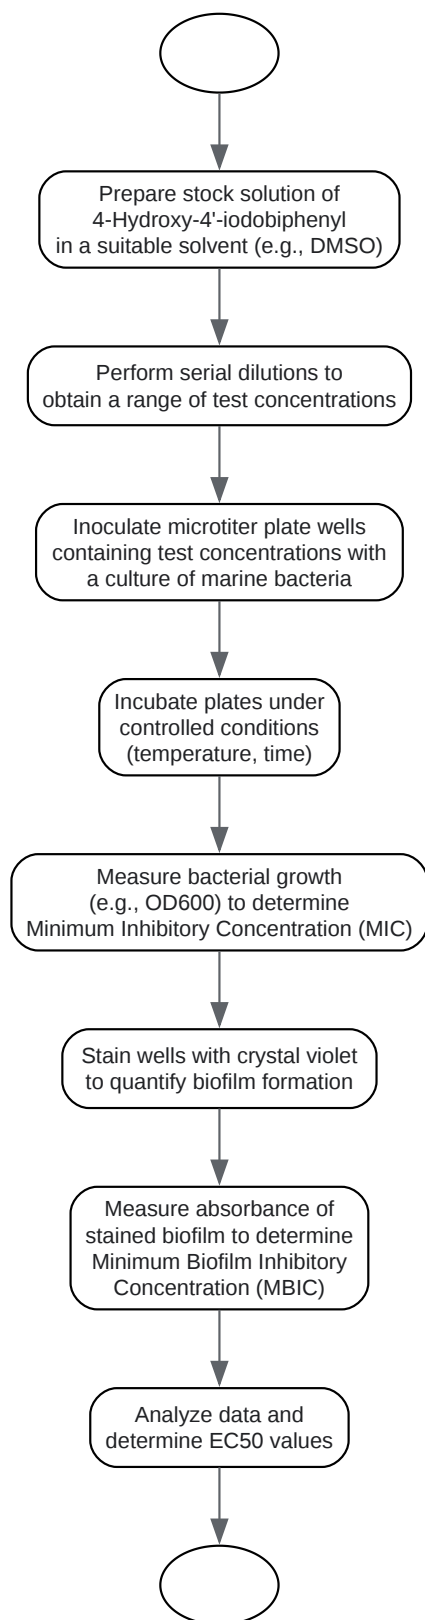 Prepare stock solution of
4-Hydroxy-4'-iodobiphenyl
in a suitable solvent (e.g., DMSO)
Perform serial dilutions to
obtain a range of test concentrations
Inoculate microtiter plate wells
containing test concentrations with
a culture of marine bacteria
Incubate plates under
controlled conditions
(temperature, time)
Measure bacterial growth
(e.g., OD600) to determine
Minimum Inhibitory Concentration (MIC)
Stain wells with crystal violet
to quantify biofilm formation
Measure absorbance of
stained biofilm to determine
Minimum Biofilm Inhibitory
Concentration (MBIC)
Analyze data and
determine EC50 values